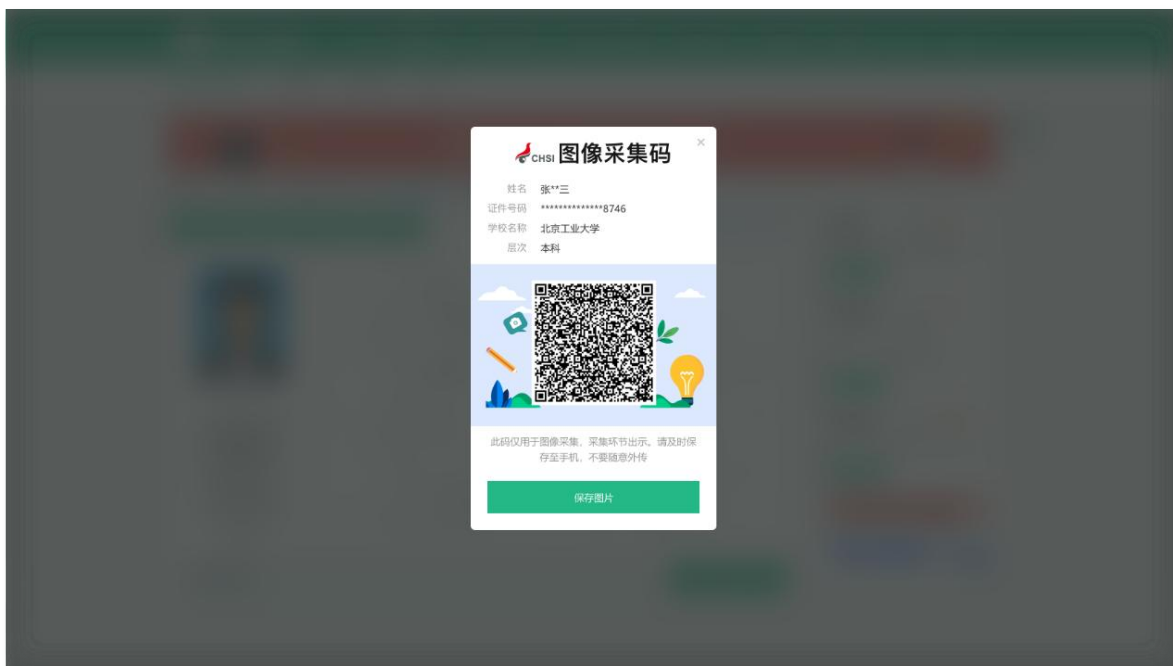 CHSI 图像采集码
×
姓名 张**三
证件号码 **************8746
学校名称 北京工业大学
层次 本科
此码仅用于图像采集，采集环节出示。请及时保
存至手机，不要随意外传
保存图片